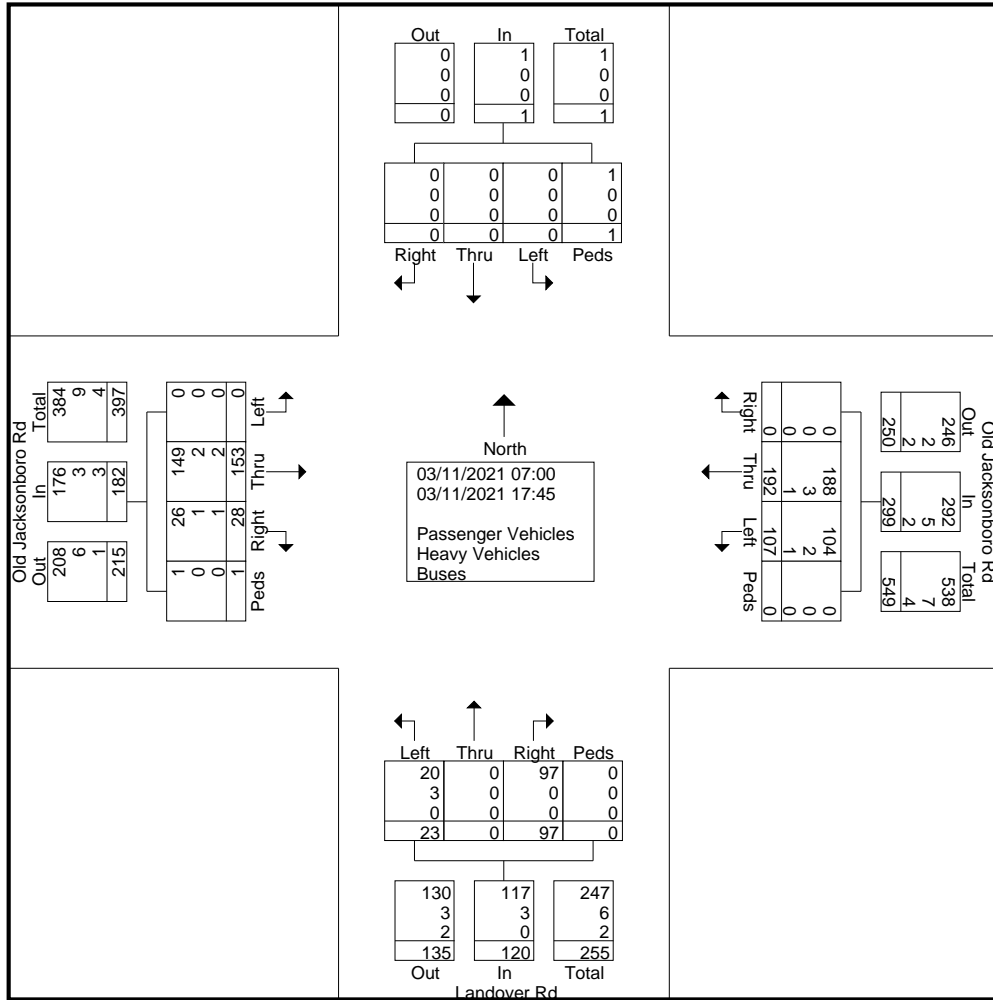 Out In Total
0 1 1
0 0 0
0 0 0
0 1 1
0 0 0 1
0 0 0 0
0 0 0 0
0 0 0 1
Right Thru Left Peds
Old Jacksonboro Rd
Total In Out
384 9 4 397
176 3 3 182
208 6 1 215
0 0 0 0 Left
149 2 2 153 Thru
26 1 1 28 Right
1 0 0 1 Peds
North
03/11/2021 07:00
03/11/2021 17:45
Passenger Vehicles
Heavy Vehicles
Buses
Right 0 0 0 0
Thru 188 3 1 192
Left 104 2 1 107
Peds 0 0 0 0
Old Jacksonboro Rd
Out In Total
246 2 2 250
292 5 2 299
538 7 4 549
Left Thru Right Peds
20 0 97 0
3 0 0 0
0 0 0 0
23 0 97 0
130 117 247
3 3 6
2 0 2
135 120 255
Out In Total
Landover Rd